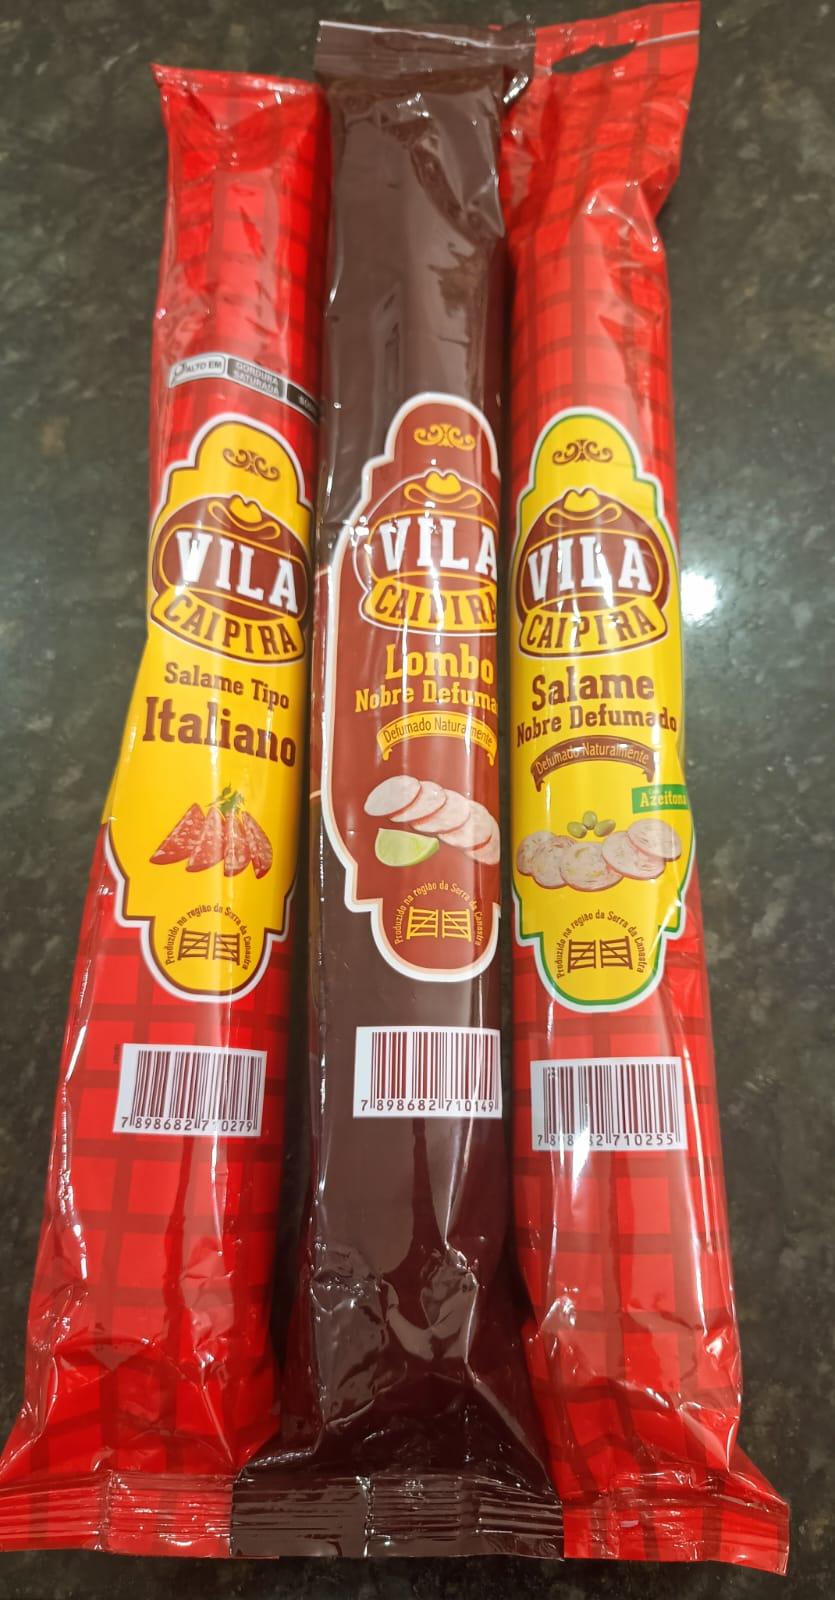 ALTO EM
GORDURA
SATURADA
VILA
CAIPIRA
Salame Tipo
Italiano
Produzido na região da Serra da Canastra
7 898682 710279
VILA
CAIPIRA
Lombo
Nobre Defuma
Defumado Naturalmente
Produzido na região da Serra da Canastra
7 898682 710149
VILA
CAIPIRA
Salame
Nobre Defumado
Defumado Naturalmente
Azeitona
Produzido na região da Serra da Canastra
710255